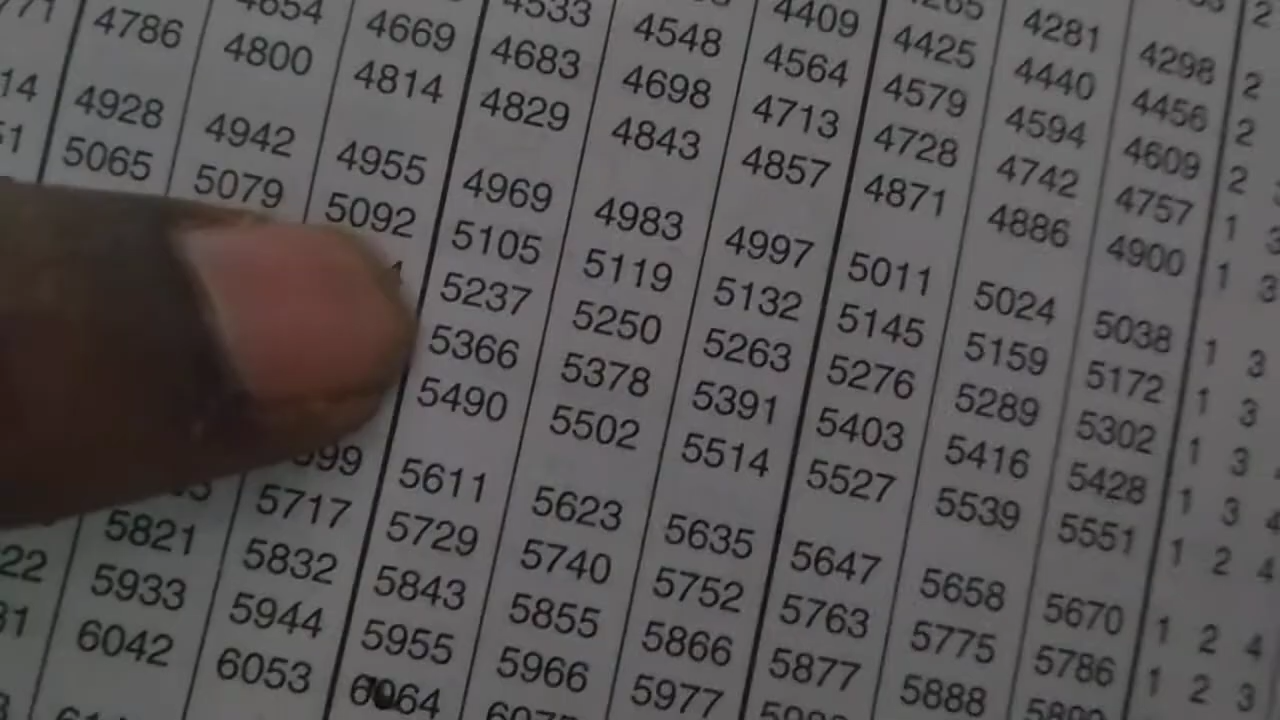 4281 4298 2
4409 4425 4440 4456 2
4533 4548 4564 4579 4594 4609 2
4654 4669 4683 4698 4713 4728 4742 4757 1 3
4786 4800 4814 4829 4843 4857 4871 4886 4900 1 3
14 4928 4942 4955 4969 4983 4997 5011 5024 5038 1 3
51 5065 5079 5092 5105 5119 5132 5145 5159 5172 1 3
5237 5250 5263 5276 5289 5302 1 3
5366 5378 5391 5403 5416 5428 1 3 4
5490 5502 5514 5527 5539 5551 1 2 4
599 5611 5623 5635 5647 5658 5670 1 2 4
5717 5729 5740 5752 5763 5775 5786 1 2 3
5821 5832 5843 5855 5866 5877 5888
22 5933 5944 5955 5966 5977
31 6042 6053 6064